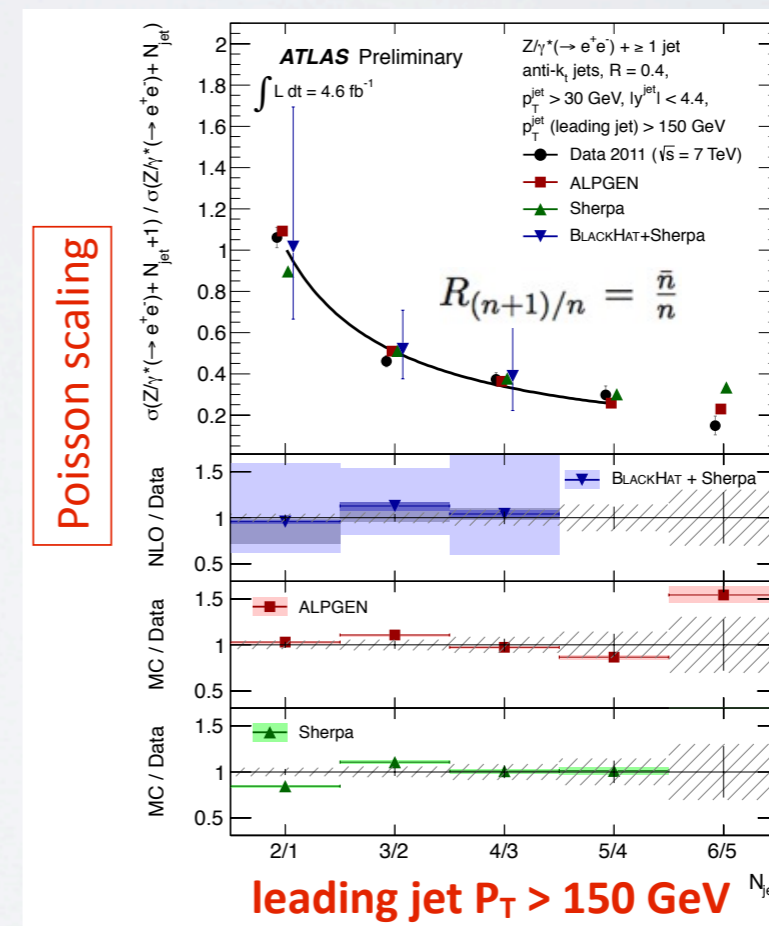 Poisson scaling
σ(Z/γ*(→ e⁺e⁻)+ N_jet +1) / σ(Z/γ*(→ e⁺e⁻)+ N_jet)
ATLAS Preliminary
∫ L dt = 4.6 fb⁻¹
Z/γ*(→ e⁺e⁻) + ≥ 1 jet
anti-k_t jets, R = 0.4,
p_T^jet > 30 GeV, |y^jet| < 4.4,
p_T^jet (leading jet) > 150 GeV
Data 2011 (√s = 7 TeV)
ALPGEN
Sherpa
BLACKHAT+Sherpa
R_(n+1)/n = n̄/n
2
1.8
1.6
1.4
1.2
1
0.8
0.6
0.4
0.2
NLO / Data
BLACKHAT + Sherpa
1.5
1
0.5
MC / Data
ALPGEN
1.5
1
0.5
MC / Data
Sherpa
1.5
1
0.5
2/1 3/2 4/3 5/4 6/5
leading jet P_T > 150 GeV